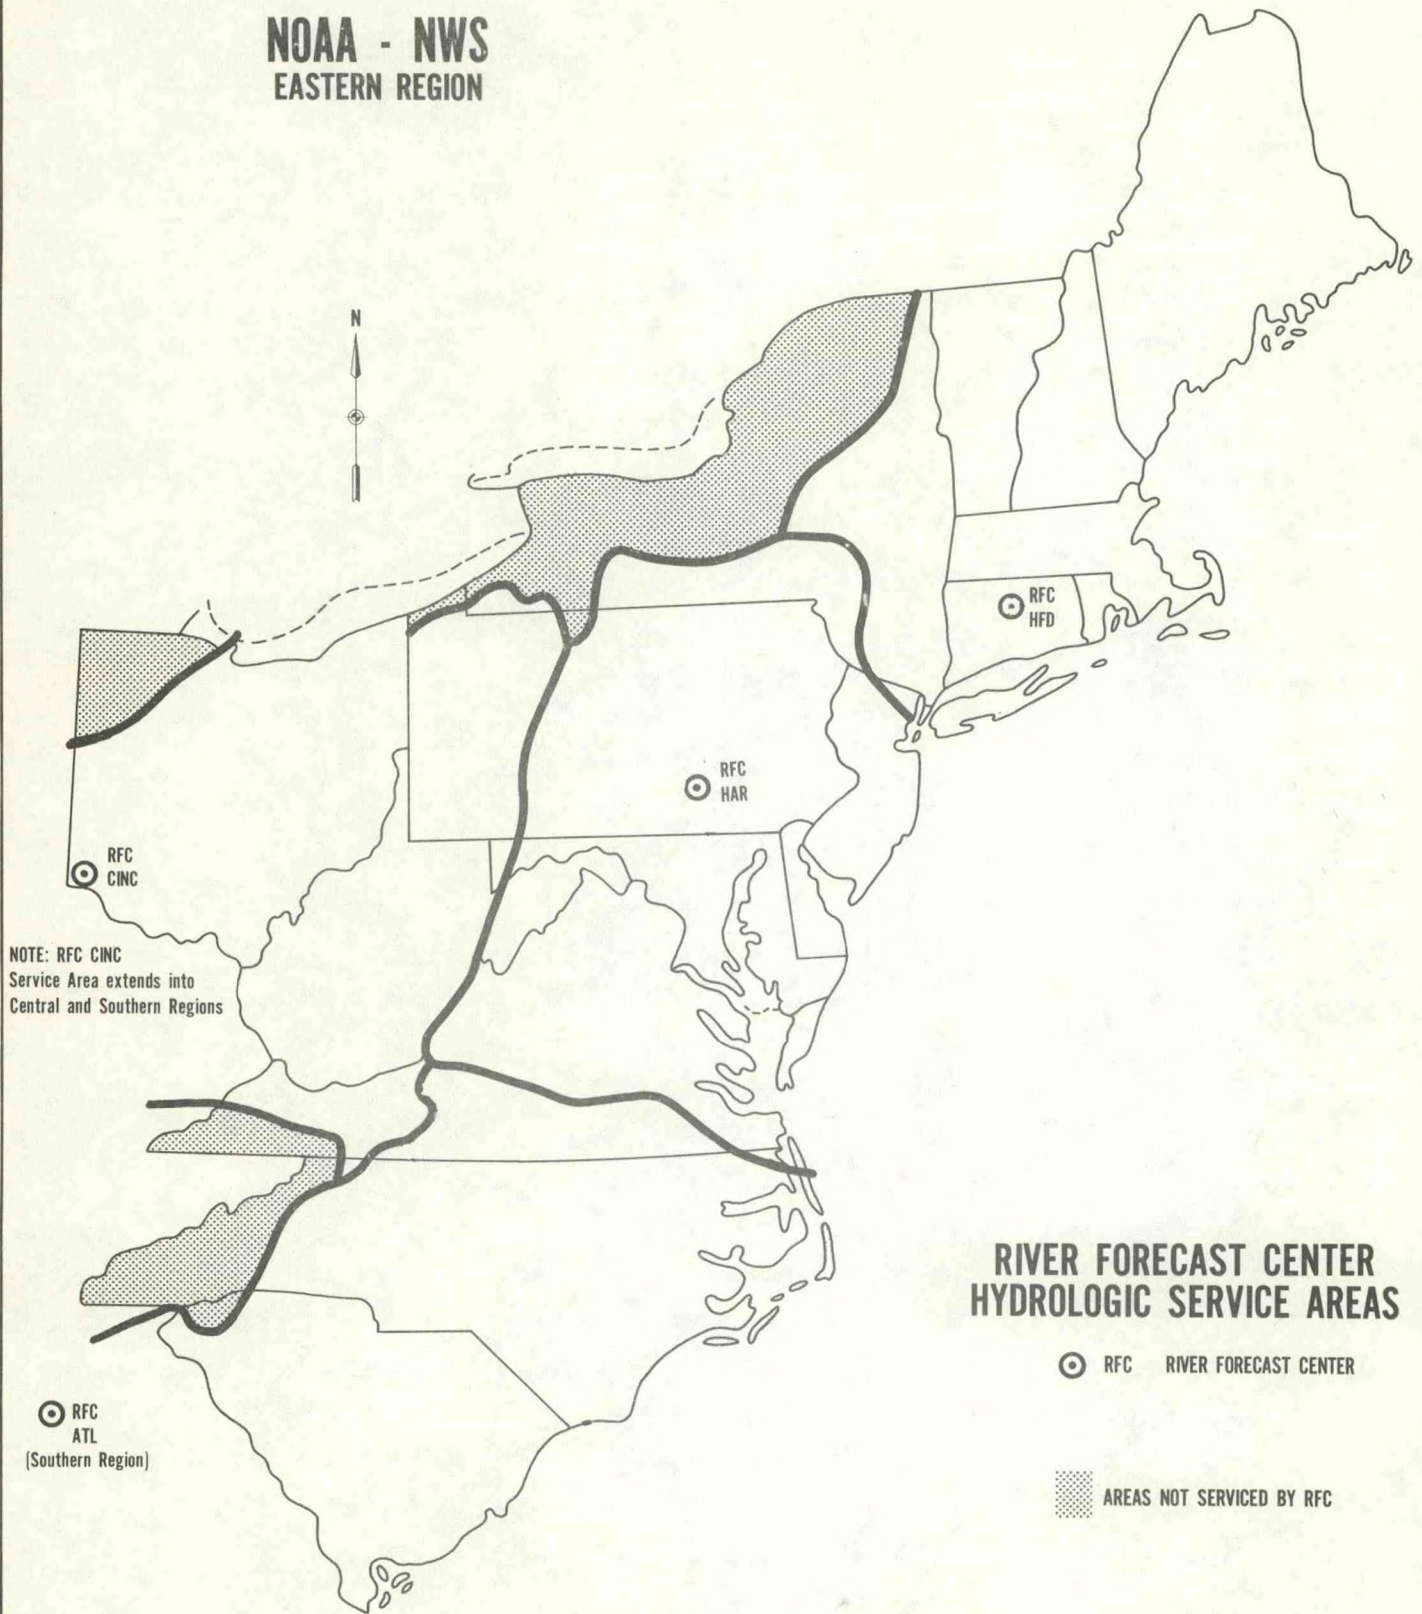 NOAA - NWS
EASTERN REGION
N
RFC
HFD
RFC
HAR
RFC
CINC
NOTE: RFC CINC
Service Area extends into
Central and Southern Regions
RIVER FORECAST CENTER
HYDROLOGIC SERVICE AREAS
RFC RIVER FORECAST CENTER
RFC
ATL
(Southern Region)
AREAS NOT SERVICED BY RFC